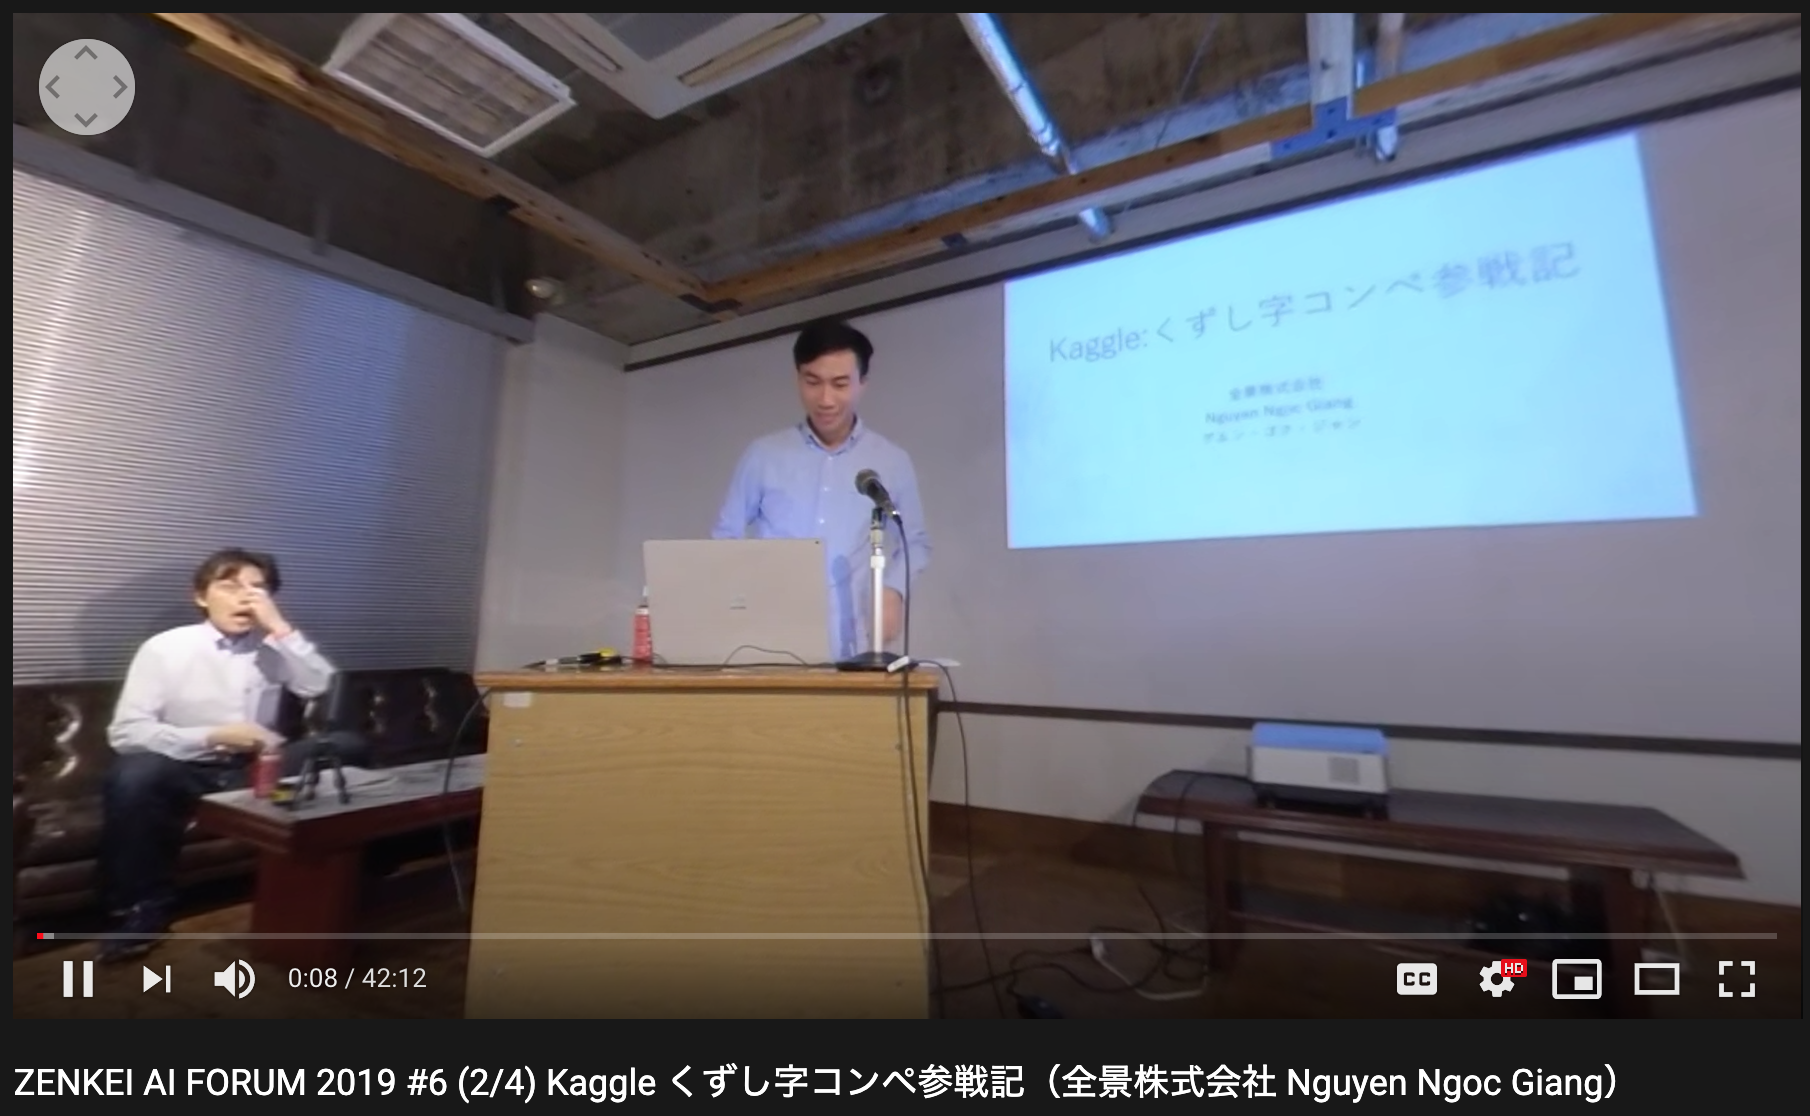 Kaggle:くずし字コンペ参戦記
全景株式会社
Nguyen Ngoc Giang
グエン・ゴク・ジャン
0:08 / 42:12
CC
HD
ZENKEI AI FORUM 2019 #6 (2/4) Kaggle くずし字コンペ参戦記（全景株式会社 Nguyen Ngoc Giang）